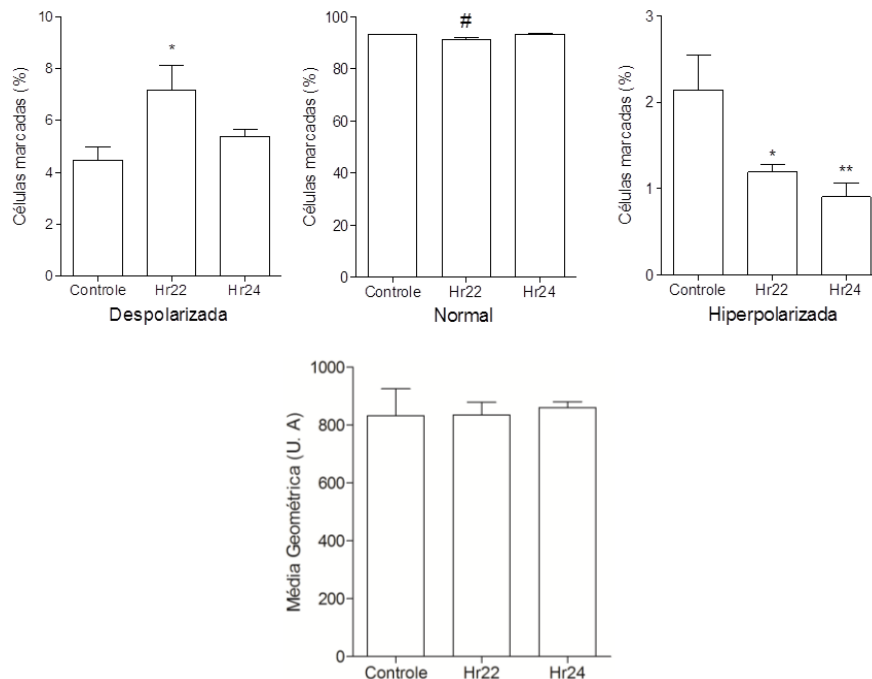 Células marcadas (%)
10
8
6
4
2
0
*
Controle
Hr22
Hr24
Despolarizada
Células marcadas (%)
100
80
60
40
20
0
#
Controle
Hr22
Hr24
Normal
Células marcadas (%)
3
2
1
0
*
**
Controle
Hr22
Hr24
Hiperpolarizada
Média Geométrica (U. A)
1000
800
600
400
200
0
Controle
Hr22
Hr24